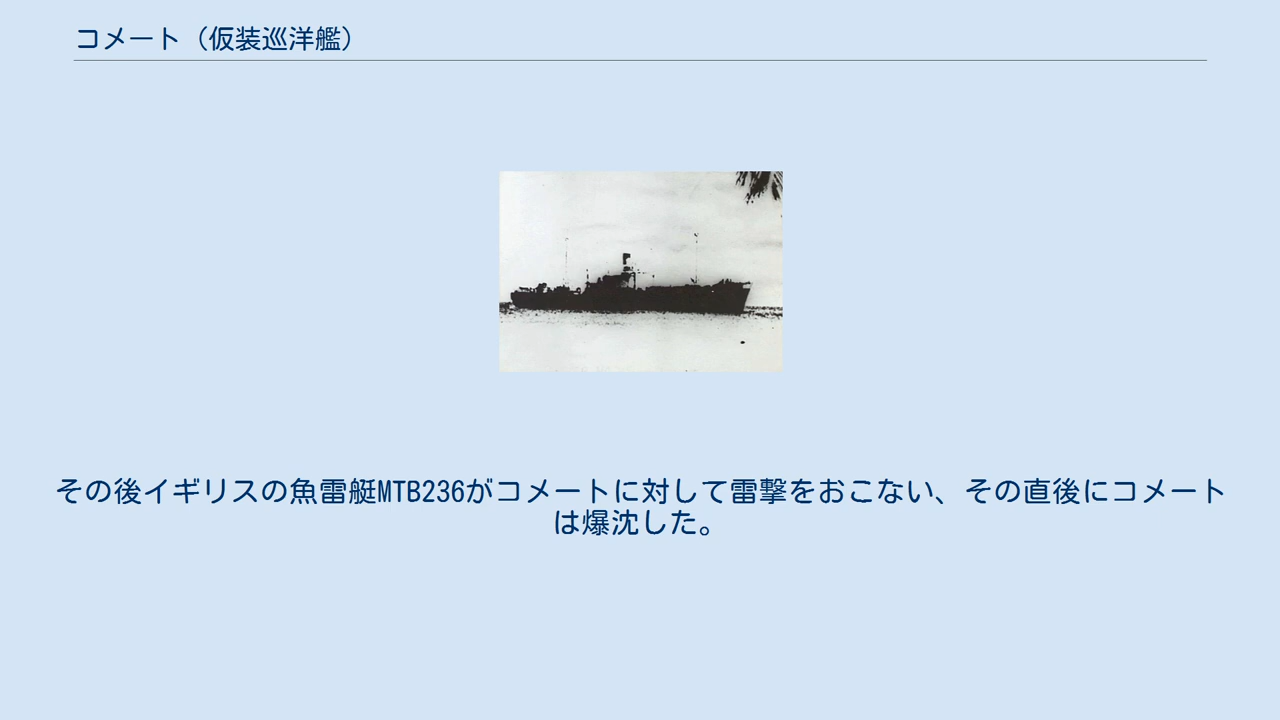 コメート（仮装巡洋艦）
その後イギリスの魚雷艇MTB236がコメートに対して雷撃をおこない、その直後にコメート
は爆沈した。